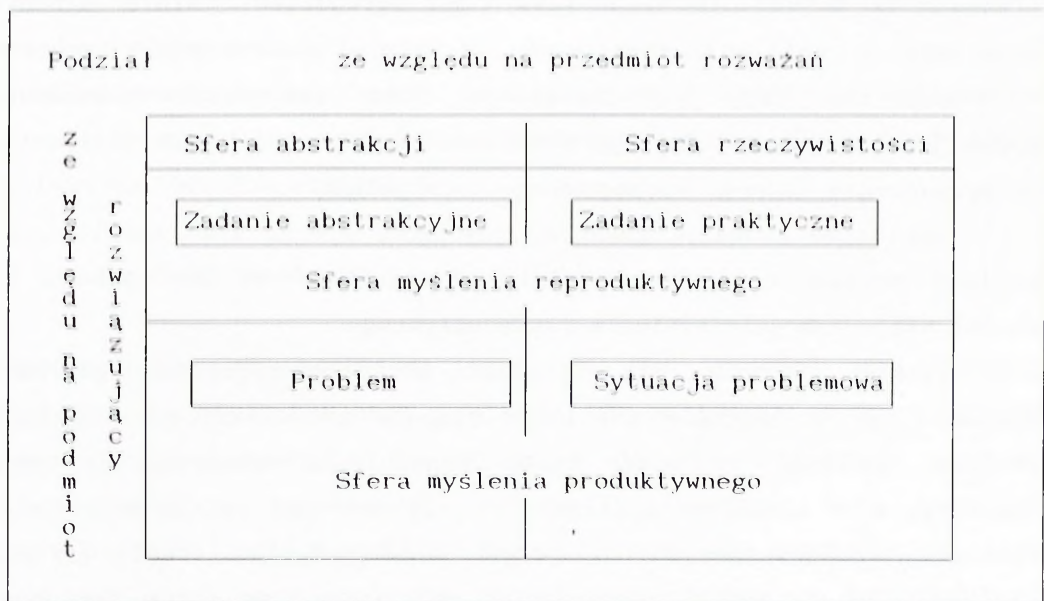 Podział ze względu na przedmiot rozważań
ze względu na podmiot
rozwiązujący
Sfera abstrakcji Sfera rzeczywistości
Zadanie abstrakcyjne Zadanie praktyczne
Sfera myślenia reproduktywnego
Problem Sytuacja problemowa
Sfera myślenia produktywnego